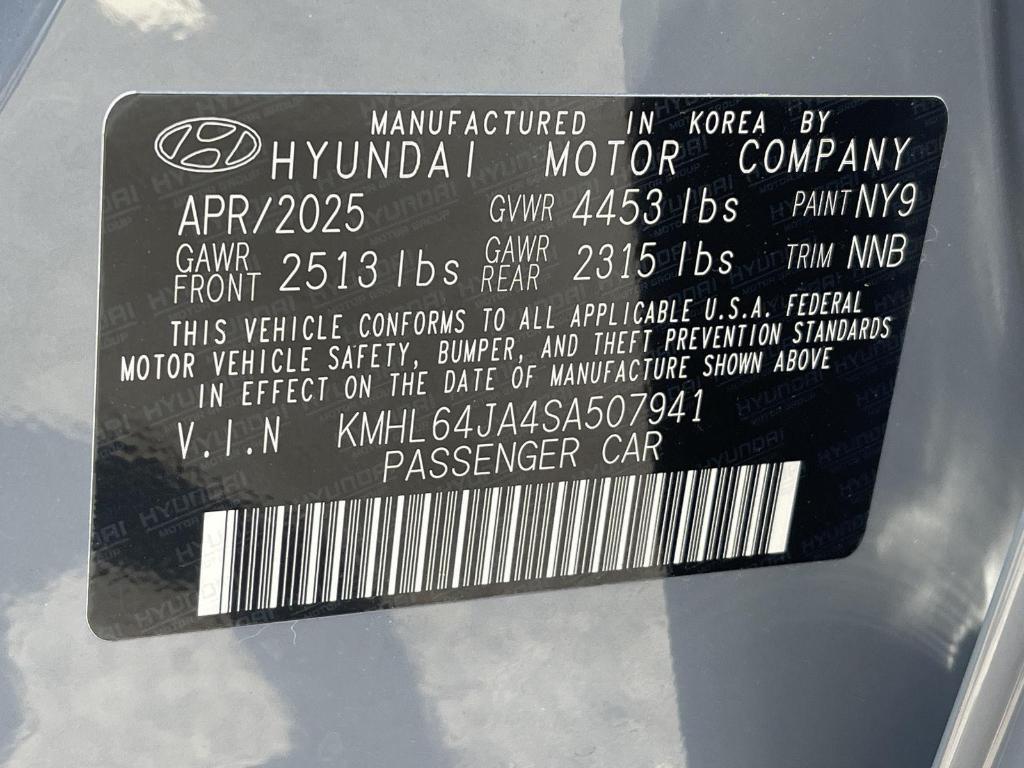 MANUFACTURED IN KOREA BY
HYUNDAI MOTOR COMPANY
APR/2025 GVWR 4453 lbs PAINT NY9
GAWR FRONT 2513 lbs GAWR REAR 2315 lbs TRIM NNB
THIS VEHICLE CONFORMS TO ALL APPLICABLE U.S.A. FEDERAL
MOTOR VEHICLE SAFETY, BUMPER, AND THEFT PREVENTION STANDARDS
IN EFFECT ON THE DATE OF MANUFACTURE SHOWN ABOVE
V.I.N KMHL64JA4SA507941
PASSENGER CAR